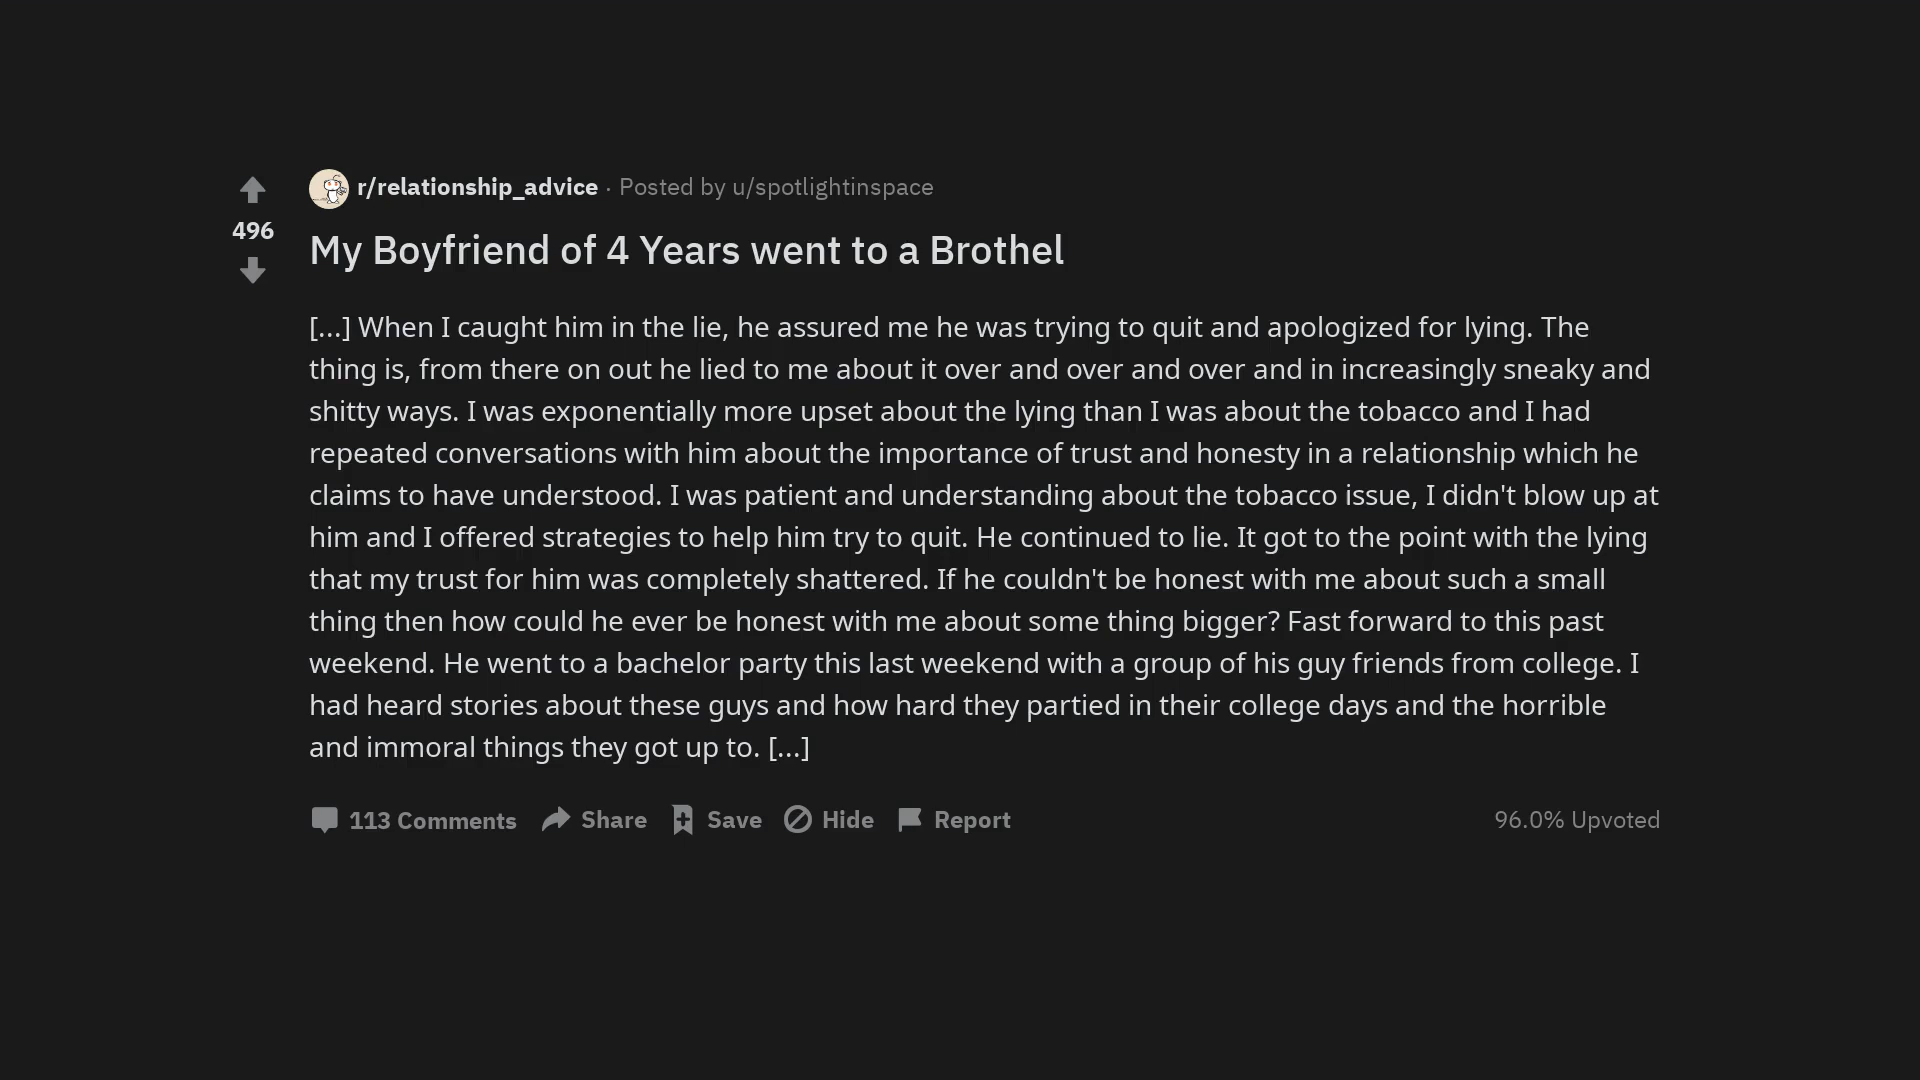 r/relationship_advice · Posted by u/spotlightinspace
496
My Boyfriend of 4 Years went to a Brothel
[...] When I caught him in the lie, he assured me he was trying to quit and apologized for lying. The
thing is, from there on out he lied to me about it over and over and over and in increasingly sneaky and
shitty ways. I was exponentially more upset about the lying than I was about the tobacco and I had
repeated conversations with him about the importance of trust and honesty in a relationship which he
claims to have understood. I was patient and understanding about the tobacco issue, I didn't blow up at
him and I offered strategies to help him try to quit. He continued to lie. It got to the point with the lying
that my trust for him was completely shattered. If he couldn't be honest with me about such a small
thing then how could he ever be honest with me about some thing bigger? Fast forward to this past
weekend. He went to a bachelor party this last weekend with a group of his guy friends from college. I
had heard stories about these guys and how hard they partied in their college days and the horrible
and immoral things they got up to. [...]
113 Comments Share Save Hide Report 96.0% Upvoted